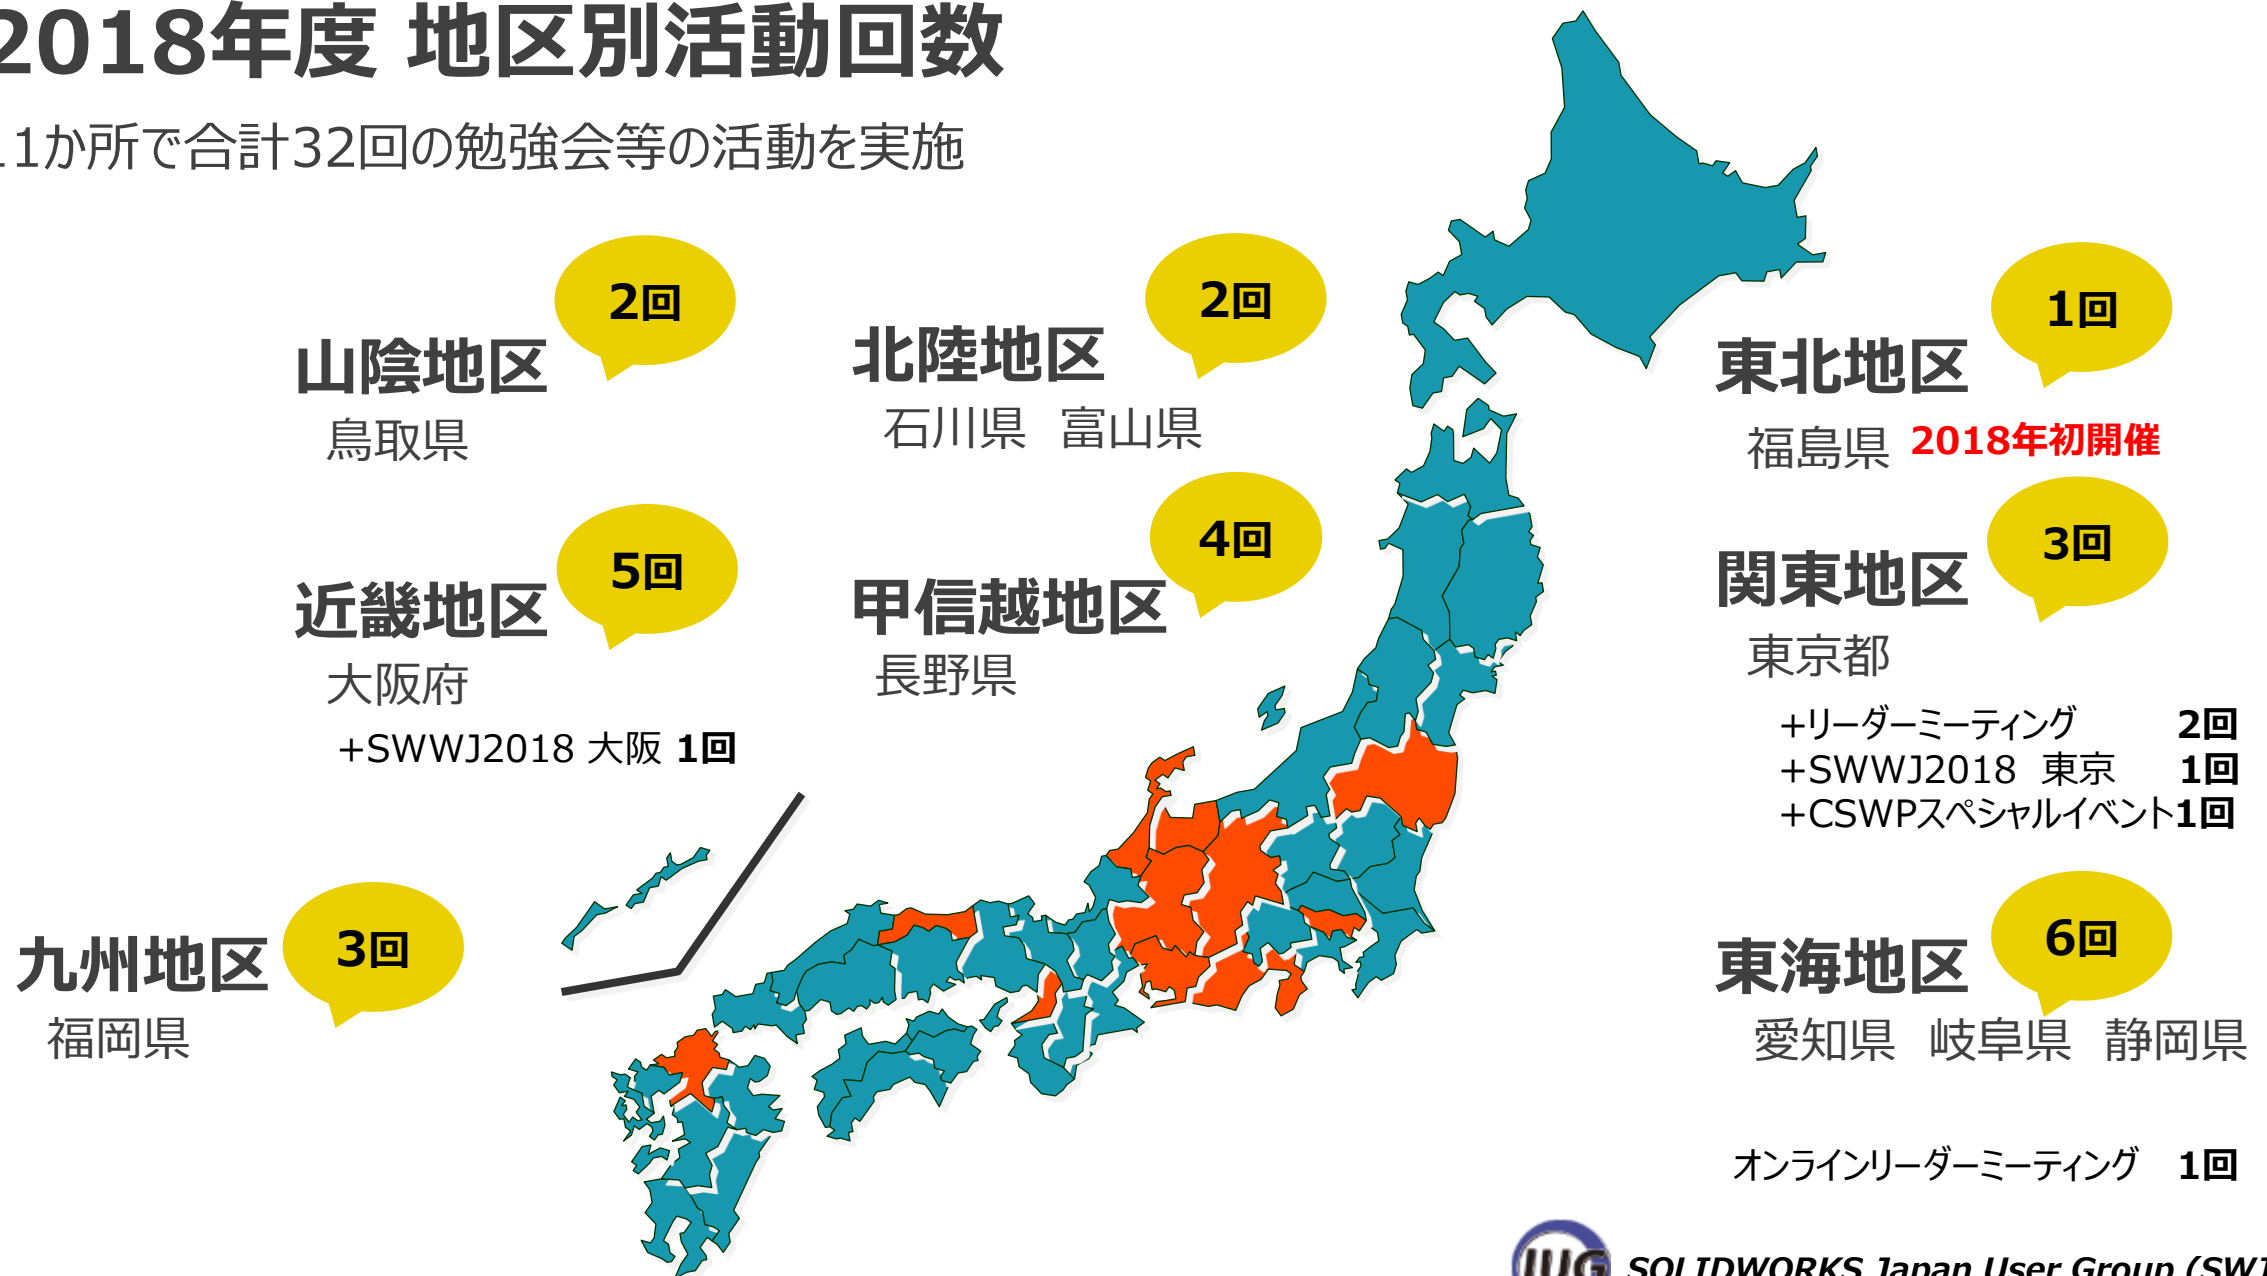 2018年度 地区別活動回数
11か所で合計32回の勉強会等の活動を実施
山陰地区 2回
鳥取県
北陸地区 2回
石川県 富山県
東北地区 1回
福島県 2018年初開催
近畿地区 5回
大阪府
+SWWJ2018 大阪 1回
甲信越地区 4回
長野県
関東地区 3回
東京都
+リーダーミーティング 2回
+SWWJ2018 東京 1回
+CSWPスペシャルイベント1回
九州地区 3回
福岡県
東海地区 6回
愛知県 岐阜県 静岡県
オンラインリーダーミーティング 1回
SOLIDWORKS Japan User Group (SWJ